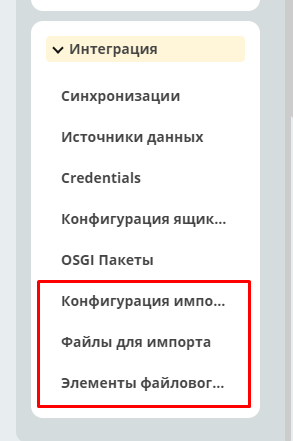 Интеграция
Синхронизации
Источники данных
Credentials
Конфигурация ящик...
OSGI Пакеты
Конфигурация импо...
Файлы для импорта
Элементы файловог...